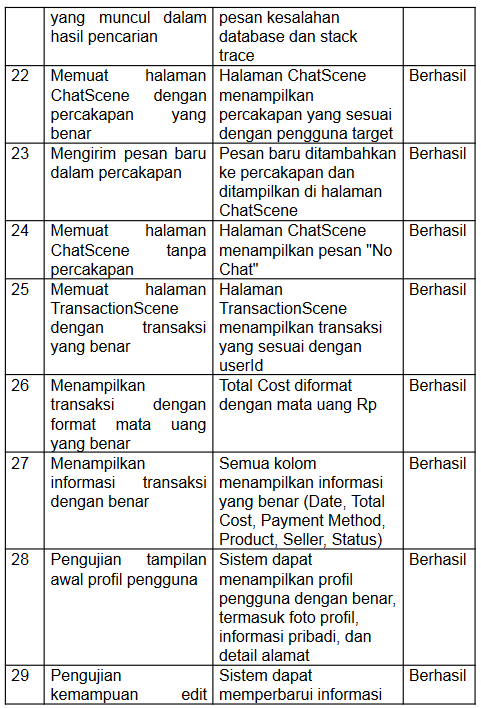 yang muncul dalam hasil pencarian
pesan kesalahan database dan stack trace
22
Memuat halaman
ChatScene dengan
percakapan yang
benar
Halaman ChatScene
menampilkan
percakapan yang sesuai
dengan pengguna target
Berhasil
23
Mengirim pesan baru
dalam percakapan
Pesan baru ditambahkan
ke percakapan dan
ditampilkan di halaman
ChatScene
Berhasil
24
Memuat halaman
ChatScene tanpa
percakapan
Halaman ChatScene
menampilkan pesan "No
Chat"
Berhasil
25
Memuat halaman
TransactionScene
dengan transaksi
yang benar
Halaman
TransactionScene
menampilkan transaksi
yang sesuai dengan
userId
Berhasil
26
Menampilkan
transaksi dengan
format mata uang
yang benar
Total Cost diformat
dengan mata uang Rp
Berhasil
27
Menampilkan
informasi transaksi
dengan benar
Semua kolom
menampilkan informasi
yang benar (Date, Total
Cost, Payment Method,
Product, Seller, Status)
Berhasil
28
Pengujian tampilan
awal profil pengguna
Sistem dapat
menampilkan profil
pengguna dengan benar,
termasuk foto profil,
informasi pribadi, dan
detail alamat
Berhasil
29
Pengujian
kemampuan edit
Sistem dapat
memperbarui informasi
Berhasil